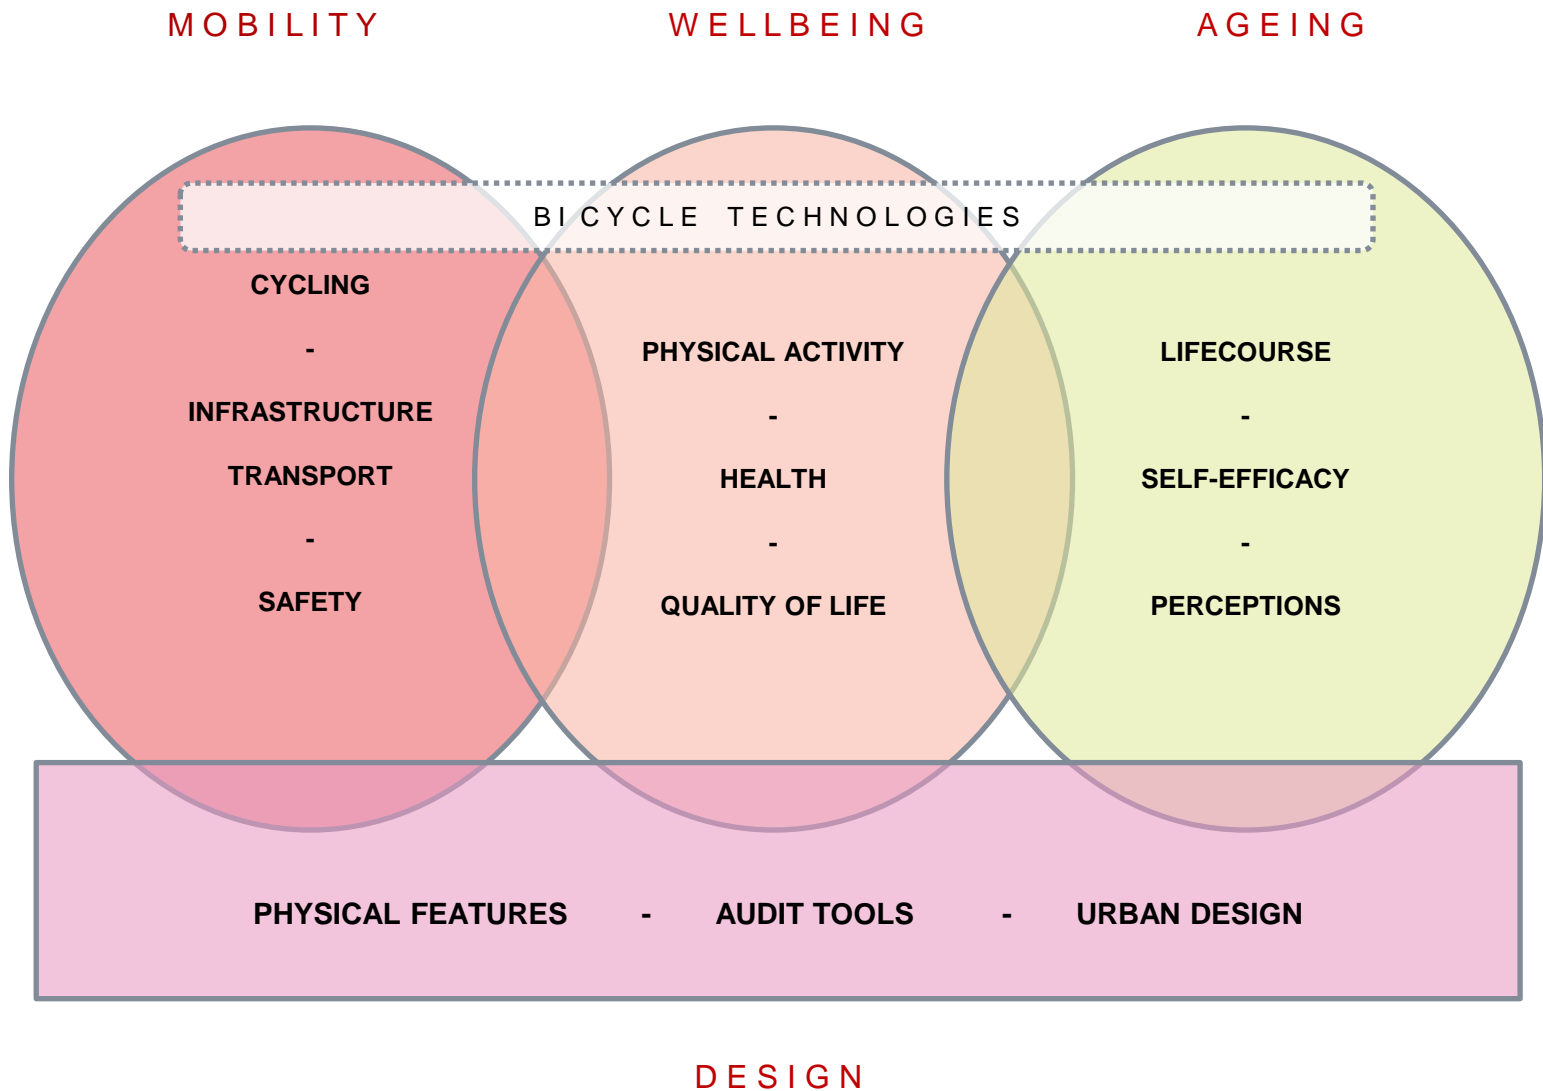 MOBILITY WELLBEING AGEING
BICYCLE TECHNOLOGIES
CYCLING
-
INFRASTRUCTURE
TRANSPORT
-
SAFETY
PHYSICAL ACTIVITY
-
HEALTH
-
QUALITY OF LIFE
LIFECOURSE
-
SELF-EFFICACY
-
PERCEPTIONS
PHYSICAL FEATURES - AUDIT TOOLS - URBAN DESIGN
DESIGN